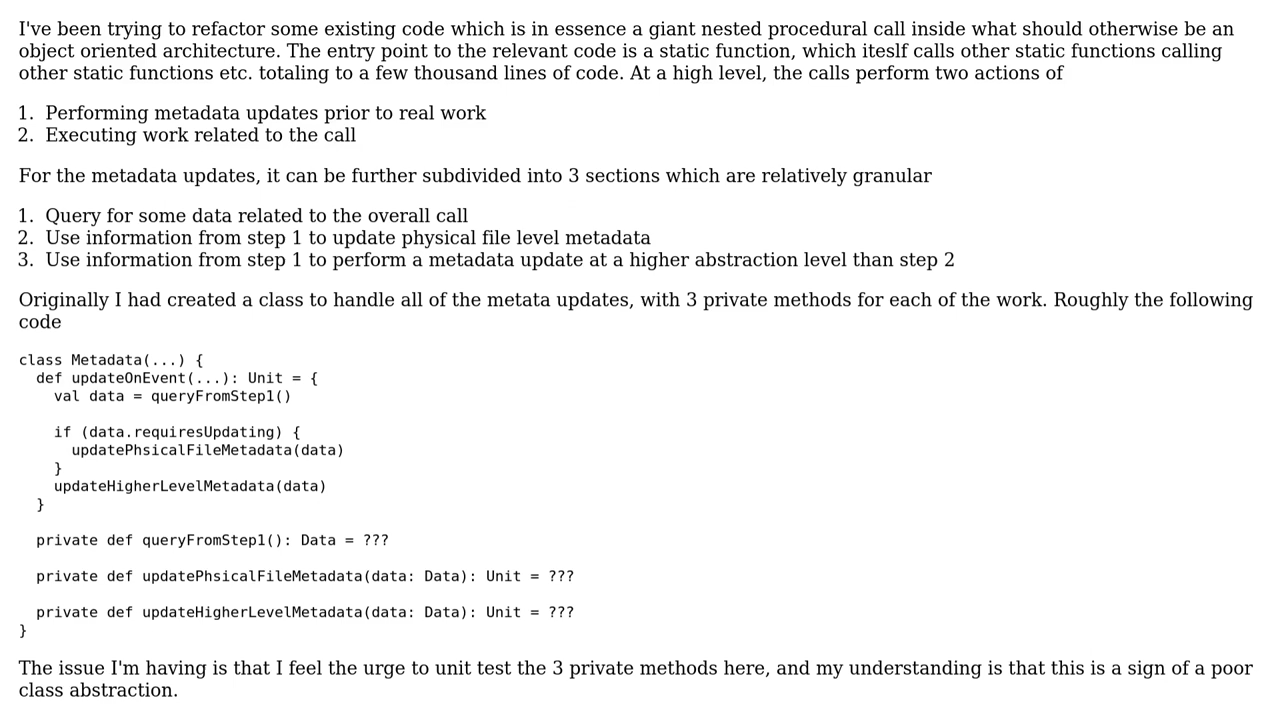 I've been trying to refactor some existing code which is in essence a giant nested procedural call inside what should otherwise be an
object oriented architecture. The entry point to the relevant code is a static function, which iteslf calls other static functions calling
other static functions etc. totaling to a few thousand lines of code. At a high level, the calls perform two actions of
1. Performing metadata updates prior to real work
2. Executing work related to the call
For the metadata updates, it can be further subdivided into 3 sections which are relatively granular
1. Query for some data related to the overall call
2. Use information from step 1 to update physical file level metadata
3. Use information from step 1 to perform a metadata update at a higher abstraction level than step 2
Originally I had created a class to handle all of the metata updates, with 3 private methods for each of the work. Roughly the following
code
class Metadata(...) {
  def updateOnEvent(...): Unit = {
    val data = queryFromStep1()
    if (data.requiresUpdating) {
      updatePhsicalFileMetadata(data)
    }
    updateHigherLevelMetadata(data)
  }
  private def queryFromStep1(): Data = ???
  private def updatePhsicalFileMetadata(data: Data): Unit = ???
  private def updateHigherLevelMetadata(data: Data): Unit = ???
}
The issue I'm having is that I feel the urge to unit test the 3 private methods here, and my understanding is that this is a sign of a poor
class abstraction.